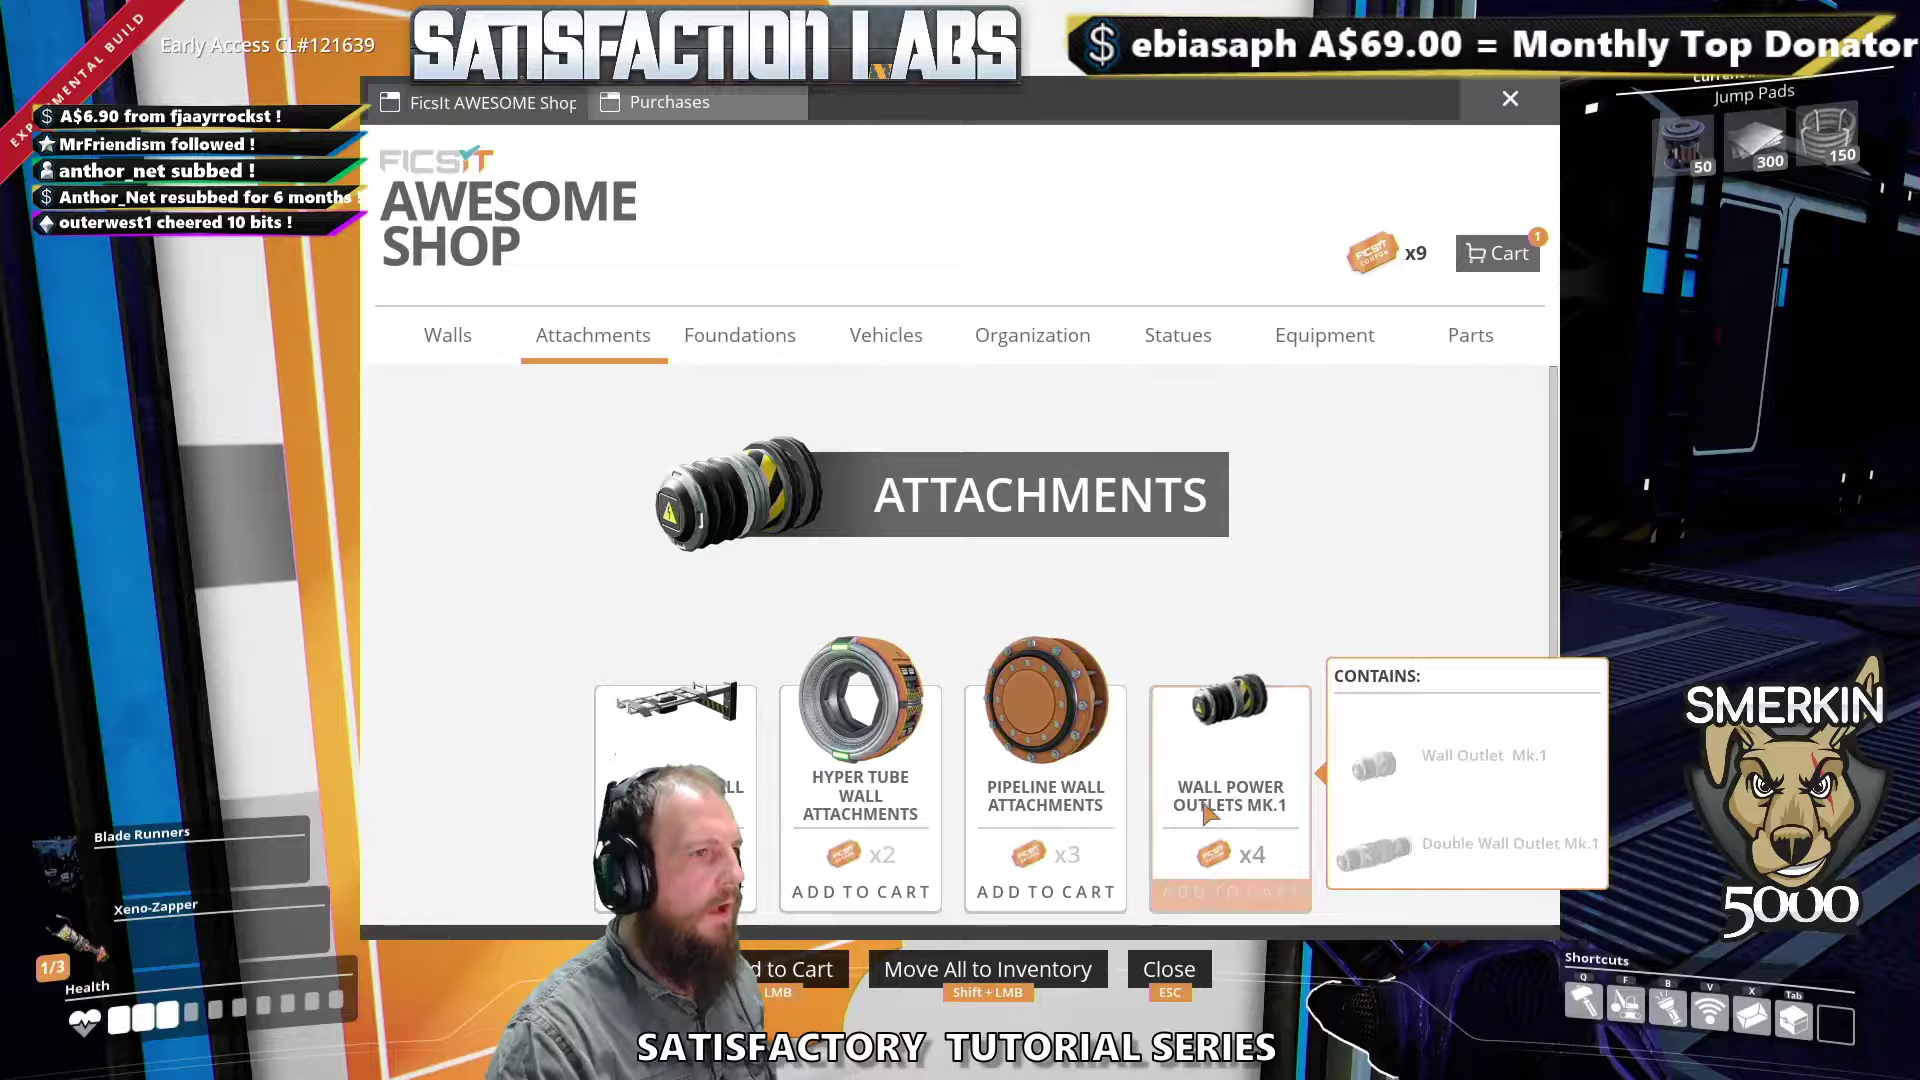 EXPERIMENTAL BUILD
Early Access CL#121639
SATISFACTION LABS
$ ebiasaph A$69.00 = Monthly Top Donator
$ A$6.90 from fjaayrrockst !
MrFriendism followed !
anthor_net subbed !
$ Anthor_Net resubbed for 6 months !
outerwest1 cheered 10 bits !
FicsIt AWESOME Shop
Purchases
Jump Pads
50
300
150
FICSIT
AWESOME
SHOP
FICSIT
COUPON
x9
Cart
1
Walls
Attachments
Foundations
Vehicles
Organization
Statues
Equipment
Parts
ATTACHMENTS
HYPER TUBE
WALL
ATTACHMENTS
x2
ADD TO CART
PIPELINE WALL
ATTACHMENTS
x3
ADD TO CART
WALL POWER
OUTLETS MK.1
x4
ADD TO CART
CONTAINS:
Wall Outlet Mk.1
Double Wall Outlet Mk.1
SMERKIN
5000
Blade Runners
Xeno-Zapper
1/3
Health
d to Cart
LMB
Move All to Inventory
Shift + LMB
Close
ESC
Shortcuts
Q
F
B
V
X
Tab
SATISFACTORY TUTORIAL SERIES